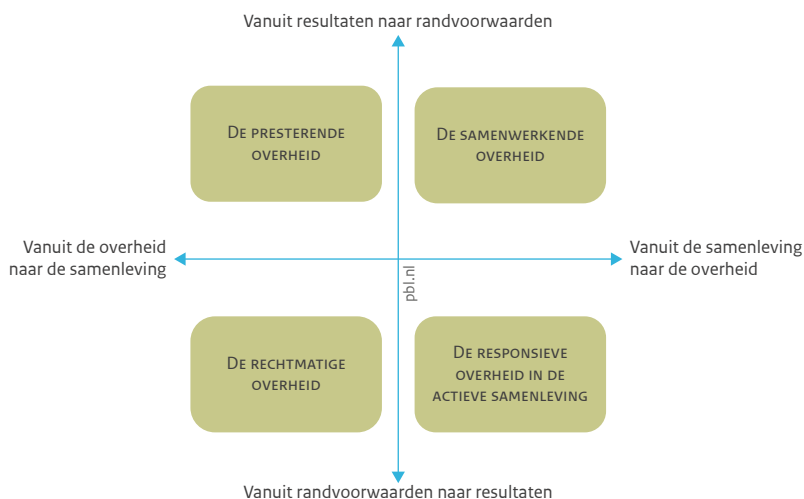 Vanuit resultaten naar randvoorwaarden
De presterende
overheid
De samenwerkende
overheid
Vanuit de overheid
naar de samenleving
Vanuit de samenleving
naar de overheid
pbl.nl
De rechtmatige
overheid
De responsieve
overheid in de
actieve samenleving
Vanuit randvoorwaarden naar resultaten